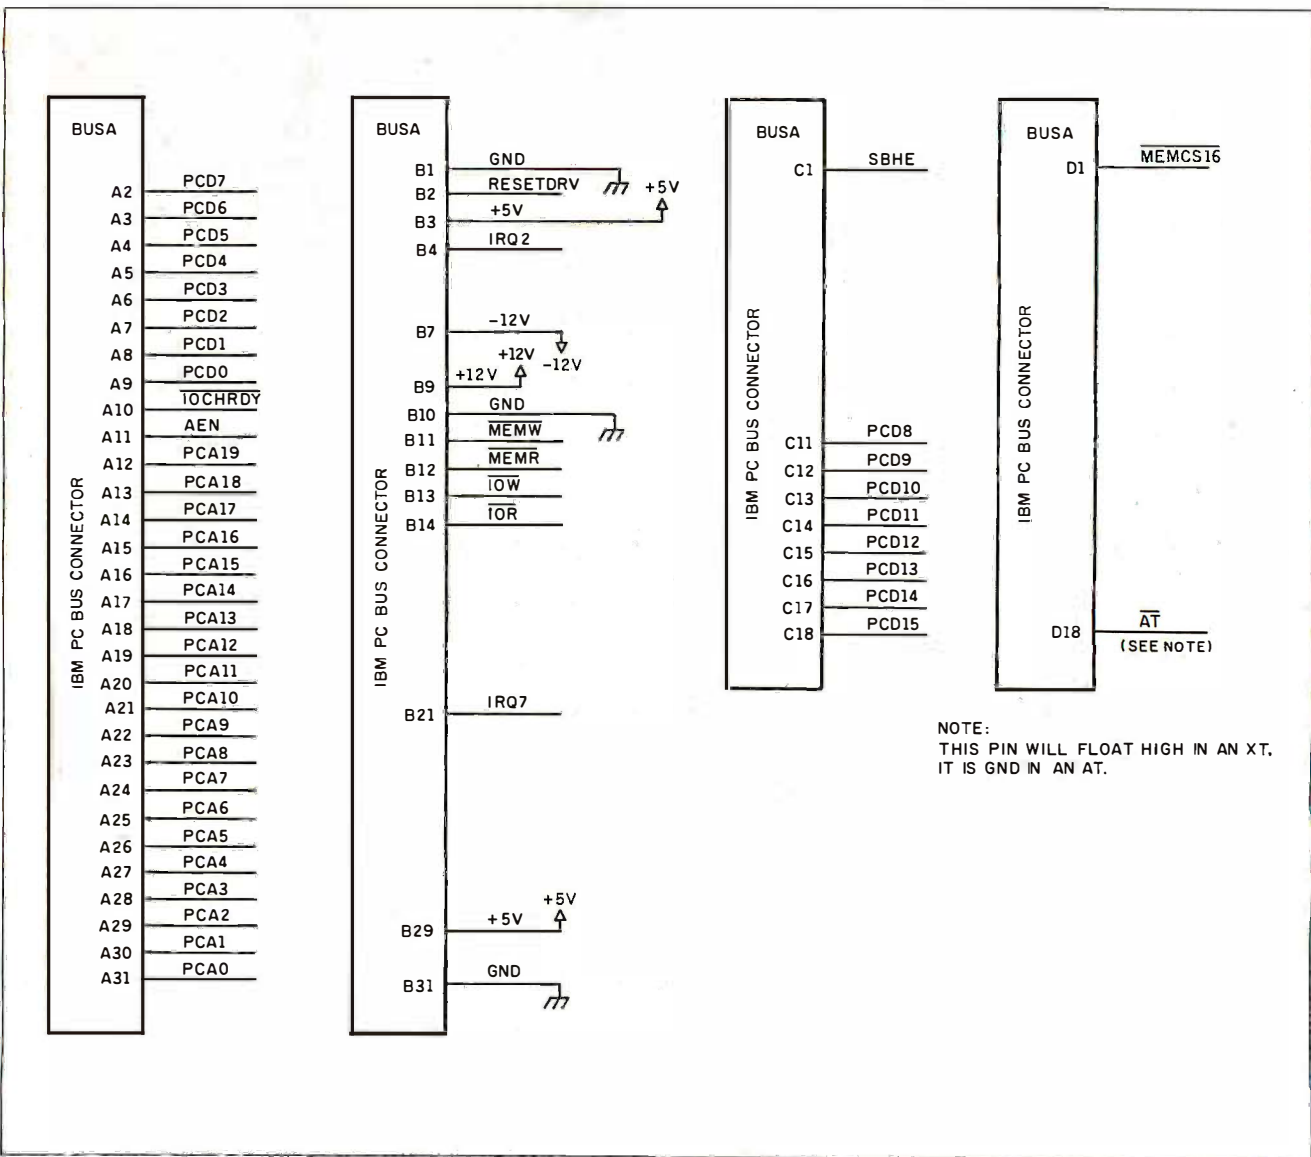 BUSA
A2 PCD7
A3 PCD6
A4 PCD5
A5 PCD4
A6 PCD3
A7 PCD2
A8 PCD1
A9 PCD0
A10 IOCHRDY
A11 AEN
A12 PCA19
A13 PCA18
A14 PCA17
A15 PCA16
A16 PCA15
A17 PCA14
A18 PCA13
A19 PCA12
A20 PCA11
A21 PCA10
A22 PCA9
A23 PCA8
A24 PCA7
A25 PCA6
A26 PCA5
A27 PCA4
A28 PCA3
A29 PCA2
A30 PCA1
A31 PCA0
IBM PC BUS CONNECTOR
BUSA
B1 GND
B2 RESETDRV
+5V
B3 +5V
B4 IRQ2
B7 -12V
-12V
+12V
B9 +12V
B10 GND
B11 MEMW
B12 MEMR
B13 IOW
B14 IOR
B21 IRQ7
+5V
B29 +5V
B31 GND
IBM PC BUS CONNECTOR
BUSA
C1 SBHE
C11 PCD8
C12 PCD9
C13 PCD10
C14 PCD11
C15 PCD12
C16 PCD13
C17 PCD14
C18 PCD15
IBM PC BUS CONNECTOR
BUSA
D1 MEMCS16
D18 AT
(SEE NOTE)
IBM PC BUS CONNECTOR
NOTE:
THIS PIN WILL FLOAT HIGH IN AN XT.
IT IS GND IN AN AT.